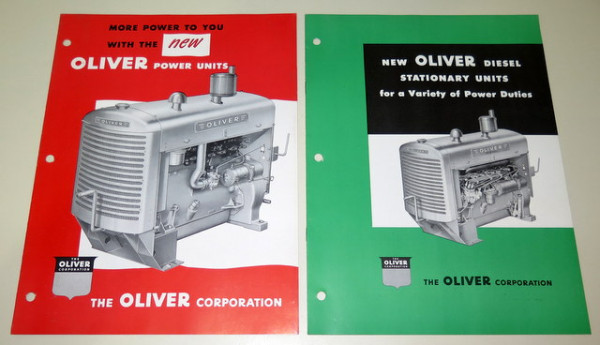 MORE POWER TO YOU
WITH THE new
OLIVER POWER UNITS
OLIVER
OLIVER
THE
OLIVER
CORPORATION
THE OLIVER CORPORATION
NEW OLIVER DIESEL
STATIONARY UNITS
for a Variety of Power Duties
OLIVER
THE
OLIVER
CORPORATION
THE OLIVER CORPORATION